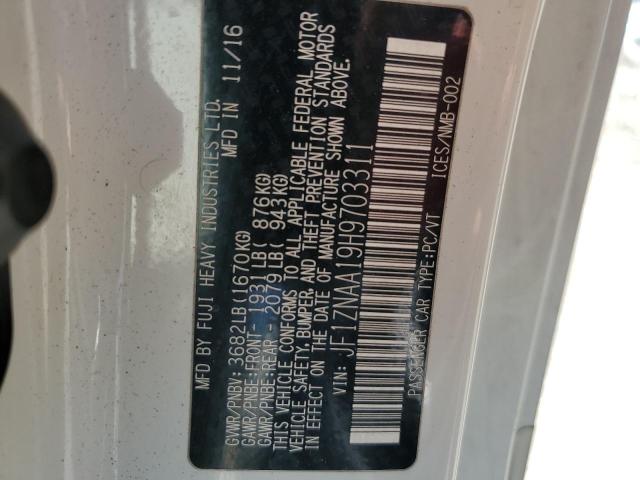 MFD BY FUJI HEAVY INDUSTRIES LTD.
MFD IN 11/16
GVWR/PNBV: 3682LB(1670KG)
GAWR/PNBE:FRONT- 1931LB( 876KG)
GAWR/PNBE:REAR - 2079LB( 943KG)
THIS VEHICLE CONFORMS TO ALL APPLICABLE FEDERAL MOTOR
VEHICLE SAFETY,BUMPER,AND THEFT PREVENTION STANDARDS
IN EFFECT ON THE DATE OF MANUFACTURE SHOWN ABOVE.
VIN: JF1ZNAA19H9703311
PASSENGER CAR TYPE:PC/VT ICES/NMB-002